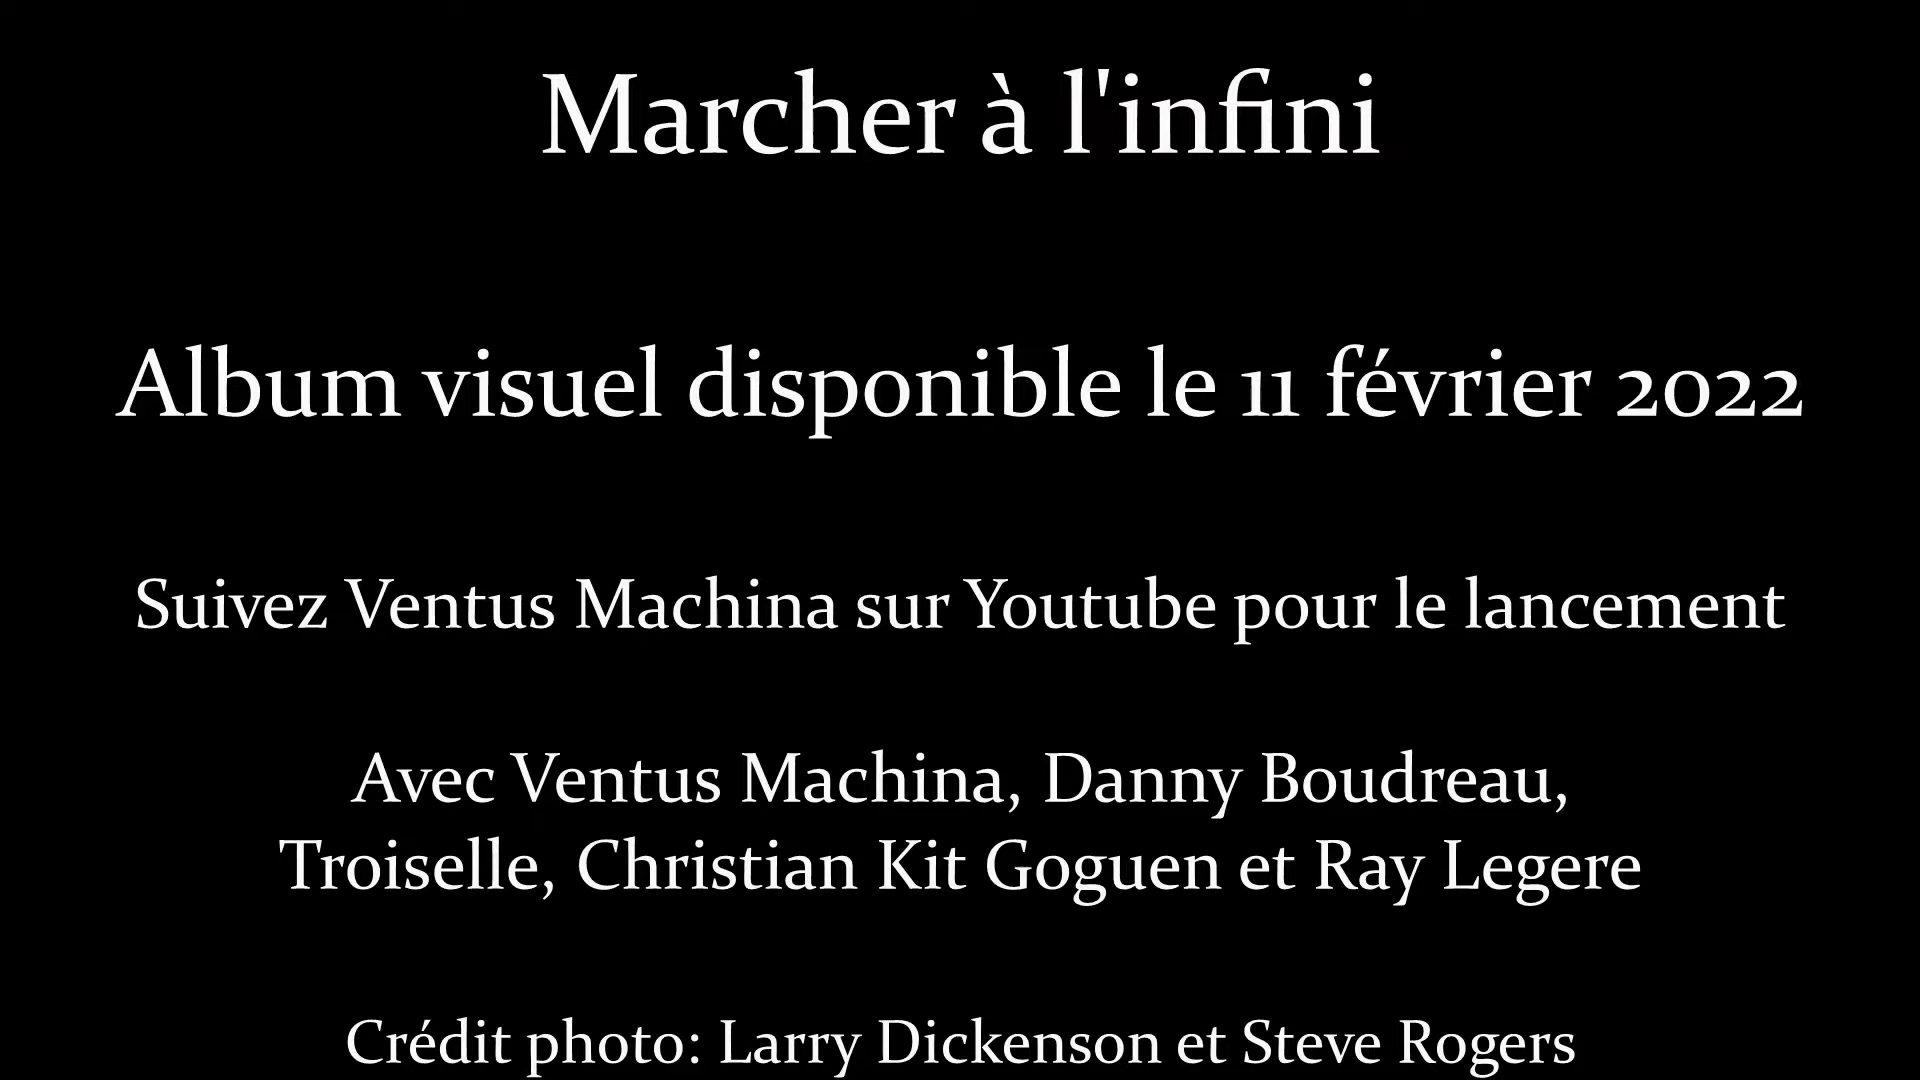 Marcher à l'infini
Album visuel disponible le 11 février 2022
Suivez Ventus Machina sur Youtube pour le lancement
Avec Ventus Machina, Danny Boudreau,
Troiselle, Christian Kit Goguen et Ray Legere
Crédit photo: Larry Dickenson et Steve Rogers